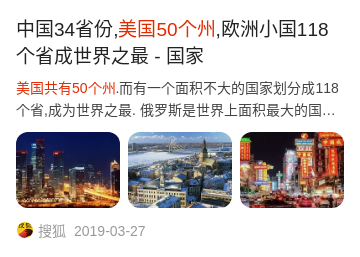 中国34省份,美国50个州,欧洲小国118
个省成世界之最 - 国家
美国共有50个州.而有一个面积不大的国家划分成118
个省,成为世界之最. 俄罗斯是世界上面积最大的国…
搜狐 2019-03-27